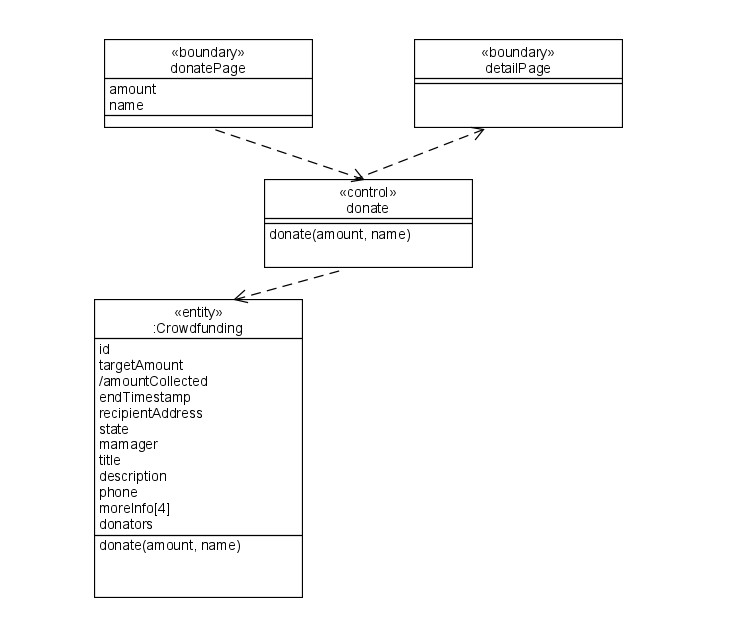 «boundary»
donatePage
amount
name
«boundary»
detailPage
«control»
donate
donate(amount, name)
«entity»
:Crowdfunding
id
targetAmount
/amountCollected
endTimestamp
recipientAddress
state
mamager
title
description
phone
moreInfo[4]
donators
donate(amount, name)